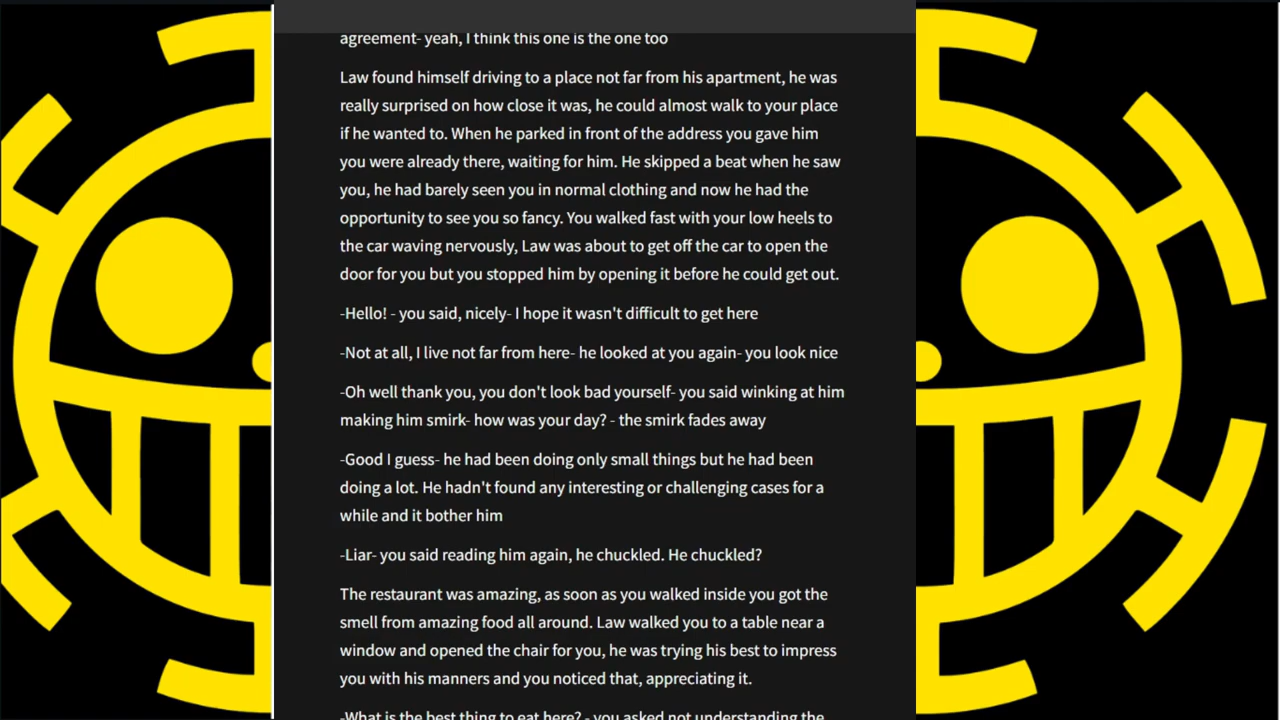 agreement- yeah, I think this one is the one too
Law found himself driving to a place not far from his apartment, he was
really surprised on how close it was, he could almost walk to your place
if he wanted to. When he parked in front of the address you gave him
you were already there, waiting for him. He skipped a beat when he saw
you, he had barely seen you in normal clothing and now he had the
opportunity to see you so fancy. You walked fast with your low heels to
the car waving nervously, Law was about to get off the car to open the
door for you but you stopped him by opening it before he could get out.
-Hello! - you said, nicely- I hope it wasn't difficult to get here
-Not at all, I live not far from here- he looked at you again- you look nice
-Oh well thank you, you don't look bad yourself- you said winking at him
making him smirk- how was your day? - the smirk fades away
-Good I guess- he had been doing only small things but he had been
doing a lot. He hadn't found any interesting or challenging cases for a
while and it bother him
-Liar- you said reading him again, he chuckled. He chuckled?
The restaurant was amazing, as soon as you walked inside you got the
smell from amazing food all around. Law walked you to a table near a
window and opened the chair for you, he was trying his best to impress
you with his manners and you noticed that, appreciating it.
-What is the best thing to eat here? - you asked not understanding the